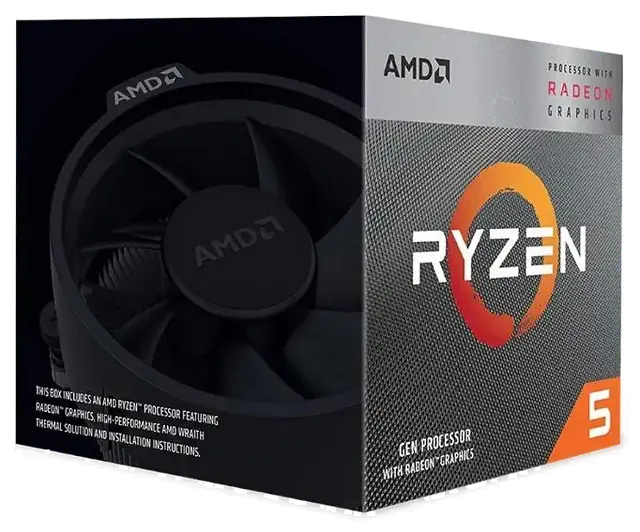 AMD
AMD
THIS BOX INCLUDES AN AMD RYZEN™ PROCESSOR FEATURING
RADEON™ GRAPHICS, HIGH-PERFORMANCE AMD WRAITH
THERMAL SOLUTION AND INSTALLATION INSTRUCTIONS.
AMD
PROCESSOR WITH
RADEON
GRAPHICS
RYZEN
5
GEN PROCESSOR
WITH RADEON™ GRAPHICS